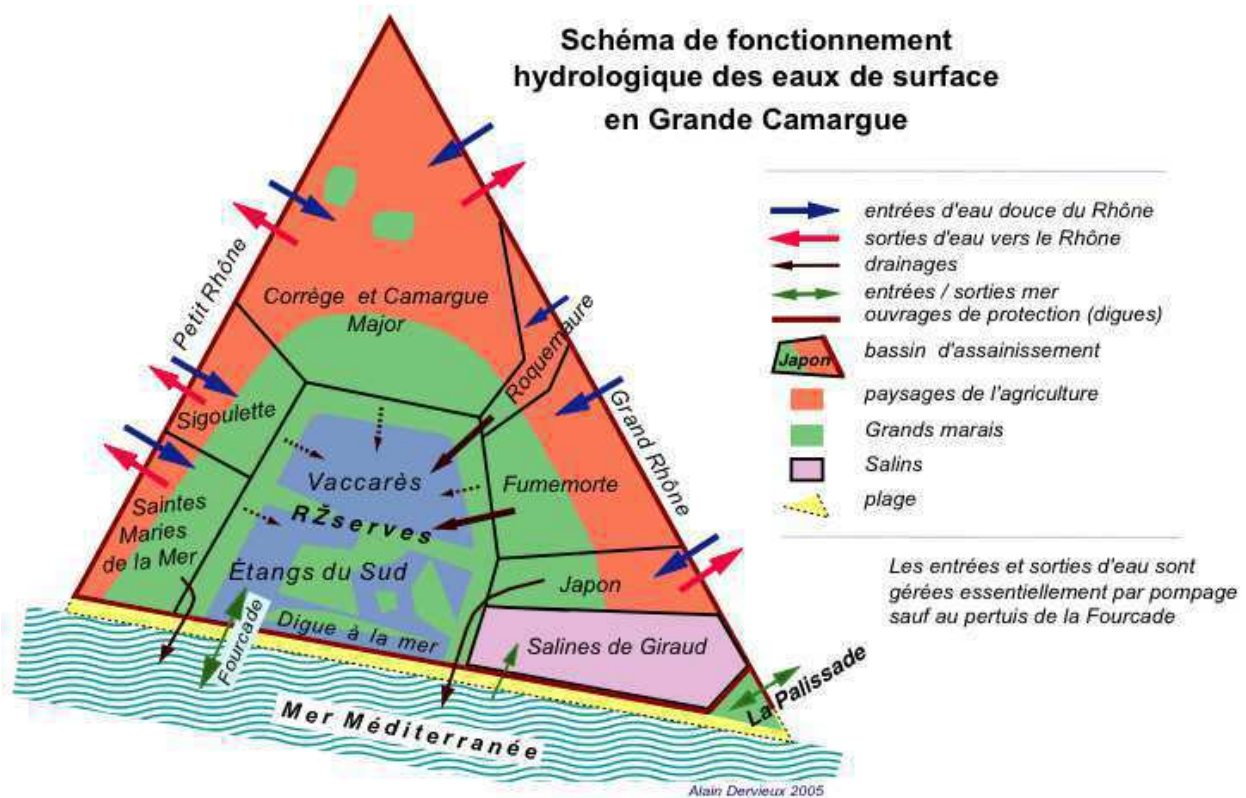 Schéma de fonctionnement
hydrologique des eaux de surface
en Grande Camargue
entrées d'eau douce du Rhône
sorties d'eau vers le Rhône
drainages
entrées / sorties mer
ouvrages de protection (digues)
Japon
bassin d'assainissement
paysages de l'agriculture
Grands marais
Salins
plage
Les entrées et sorties d'eau sont
gérées essentiellement par pompage
sauf au pertuis de la Fourcade
Petit Rhône
Corrège et Camargue
Major
Roquemaure
Grand Rhône
Sigoulette
Vaccarès
Fumemorte
RŽserves
Saintes
Maries
de la Mer
Étangs du Sud
Japon
Fourcade
Digue à la mer
Salines de Giraud
La Palissade
Mer Méditerranée
Alain Dervieux 2005